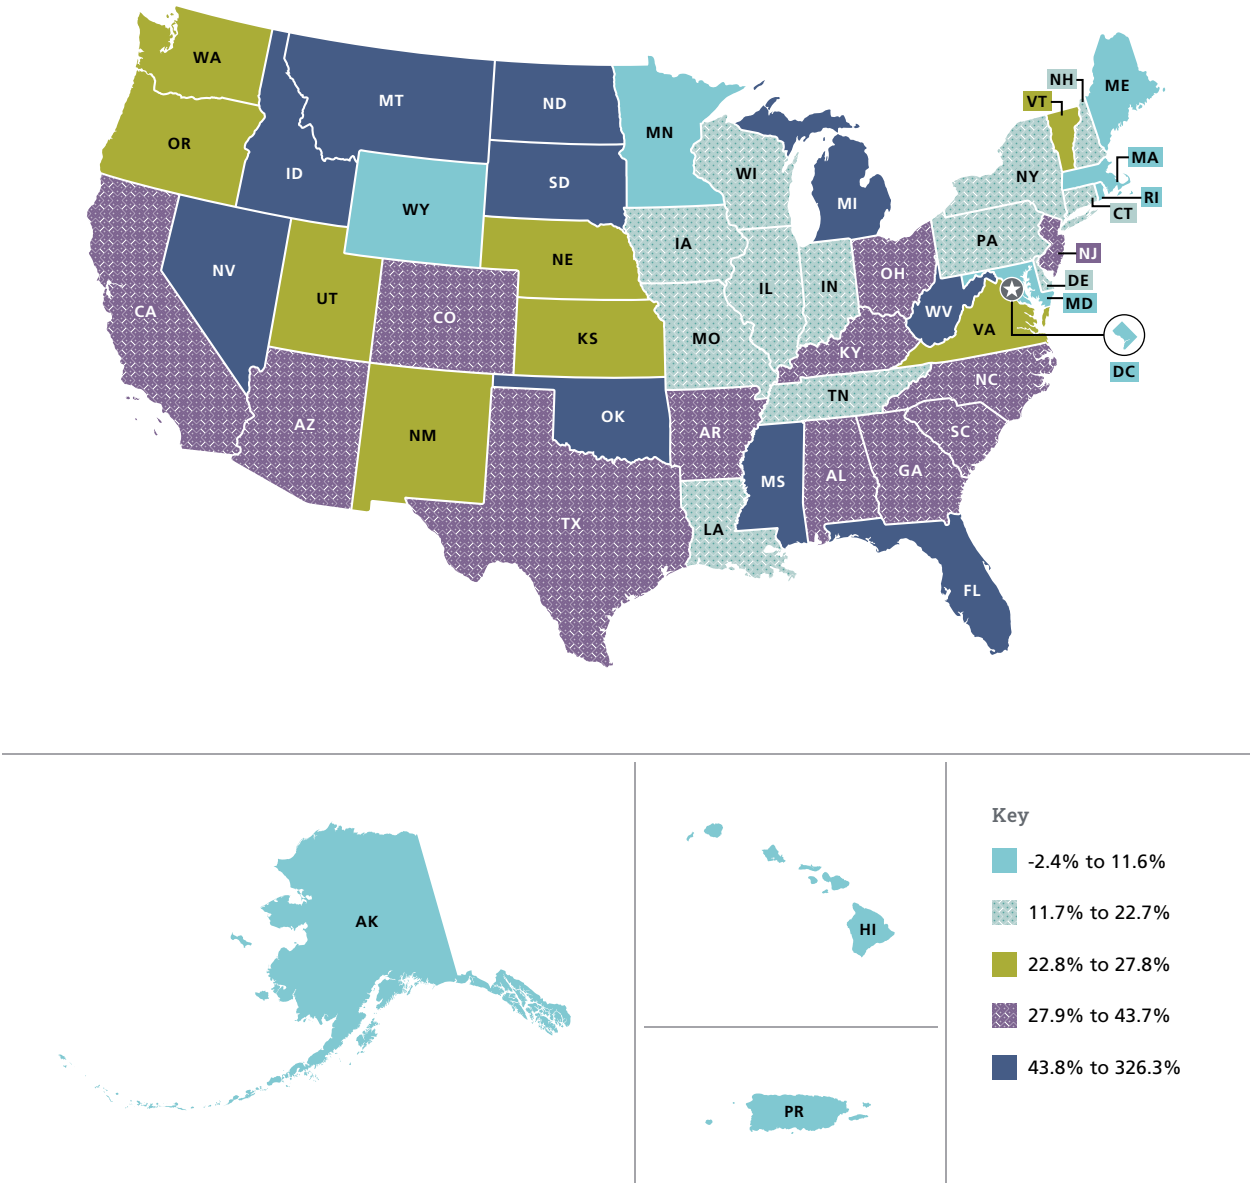 WA
MT
ND
MN
OR
ID
SD
WY
WI
MI
NH
VT
ME
NY
MA
RI
CT
NV
UT
NE
IA
PA
NJ
OH
IL
IN
DE
MD
CA
CO
KS
MO
WV
VA
KY
DC
NC
TN
AZ
NM
OK
AR
SC
MS
AL
GA
TX
LA
FL
AK
HI
PR
Key
-2.4% to 11.6%
11.7% to 22.7%
22.8% to 27.8%
27.9% to 43.7%
43.8% to 326.3%